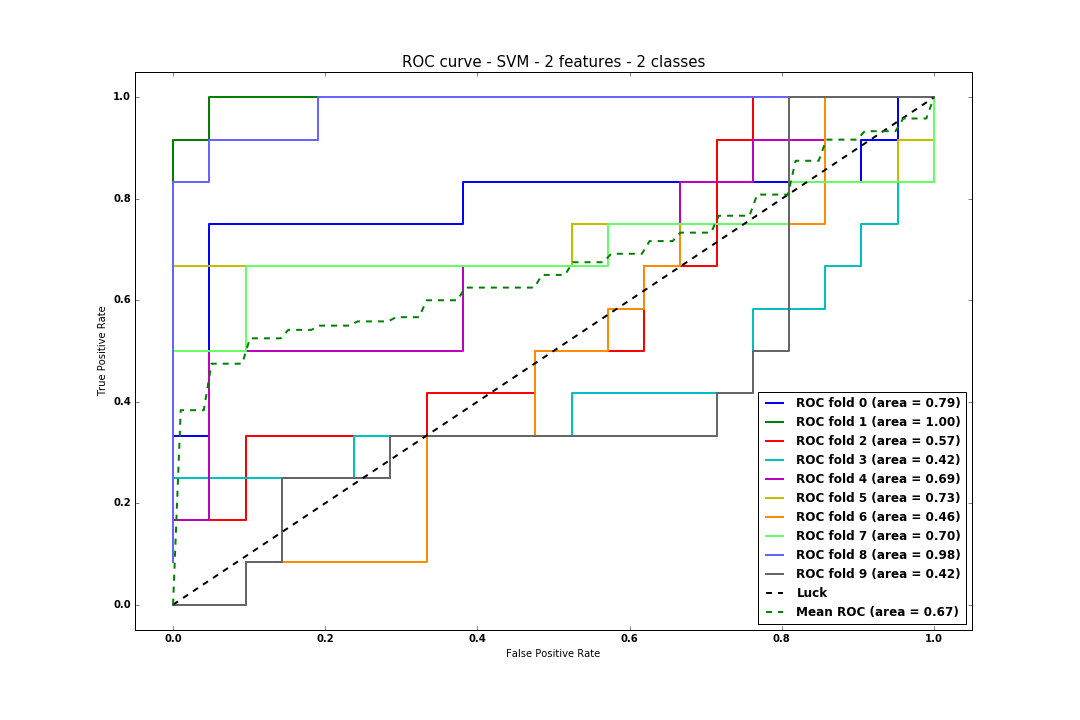 ROC curve - SVM - 2 features - 2 classes
1.0
0.8
0.6
0.4
0.2
0.0
True Positive Rate
0.0 0.2 0.4 0.6 0.8 1.0
False Positive Rate
ROC fold 0 (area = 0.79)
ROC fold 1 (area = 1.00)
ROC fold 2 (area = 0.57)
ROC fold 3 (area = 0.42)
ROC fold 4 (area = 0.69)
ROC fold 5 (area = 0.73)
ROC fold 6 (area = 0.46)
ROC fold 7 (area = 0.70)
ROC fold 8 (area = 0.98)
ROC fold 9 (area = 0.42)
Luck
Mean ROC (area = 0.67)